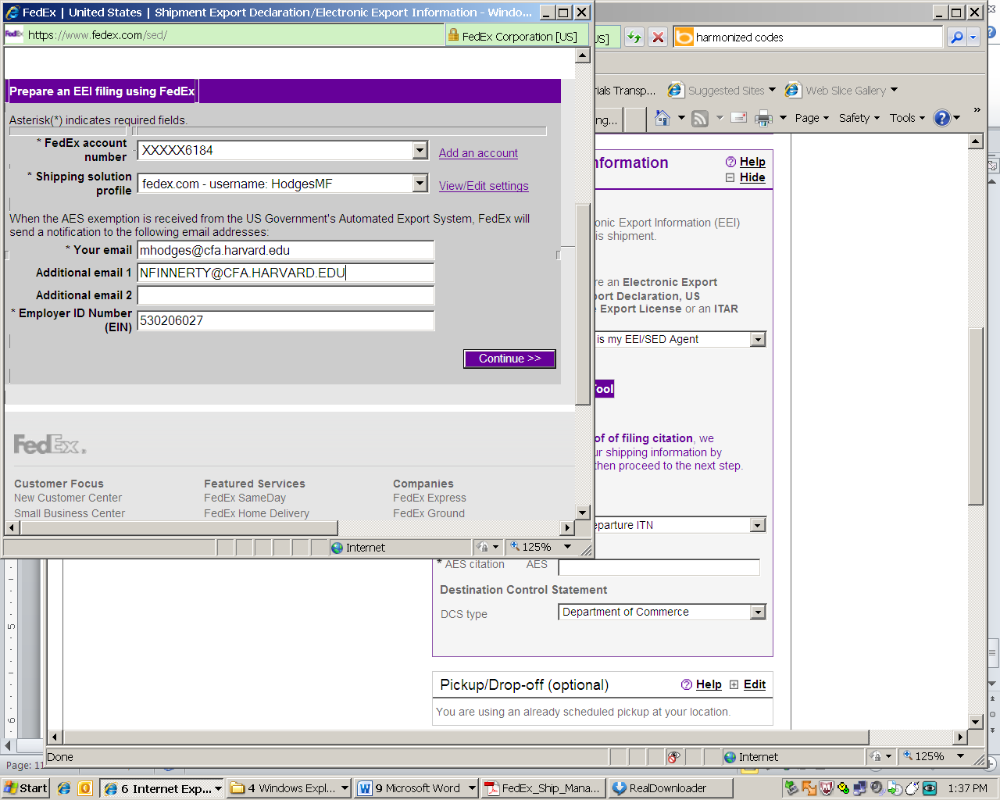 FedEx | United States | Shipment Export Declaration/Electronic Export Information - Windo...
FedEx https://www.fedex.com/sed/
FedEx Corporation [US]
Prepare an EEI filing using FedEx
Asterisk(*) indicates required fields.
* FedEx account number XXXXX6184 Add an account
* Shipping solution profile fedex.com - username: HodgesMF View/Edit settings
When the AES exemption is received from the US Government's Automated Export System, FedEx will
send a notification to the following email addresses:
* Your email mhodges@cfa.harvard.edu
Additional email 1 NFINNERTY@CFA.HARVARD.EDU
Additional email 2
* Employer ID Number (EIN) 530206027
Continue >>
FedEx.
Customer Focus Featured Services Companies
New Customer Center FedEx SameDay FedEx Express
Small Business Center FedEx Home Delivery FedEx Ground
Internet 125%
US] harmonized codes
rials Transp... Suggested Sites Web Slice Gallery
ng... Page Safety Tools »
nformation Help
Hide
onic Export Information (EEI)
is shipment.
re an Electronic Export
port Declaration, US
e Export License or an ITAR
is my EEI/SED Agent
Tool
of of filing citation, we
ur shipping information by
then proceed to the next step.
eparture ITN
* AES citation AES
Destination Control Statement
DCS type Department of Commerce
Pickup/Drop-off (optional) Help Edit
You are using an already scheduled pickup at your location.
Done Internet 125%
5
6
Page: 11
Start 6 Internet Exp... 4 Windows Expl... 9 Microsoft Word FedEx_Ship_Mana... RealDownloader 1:37 PM